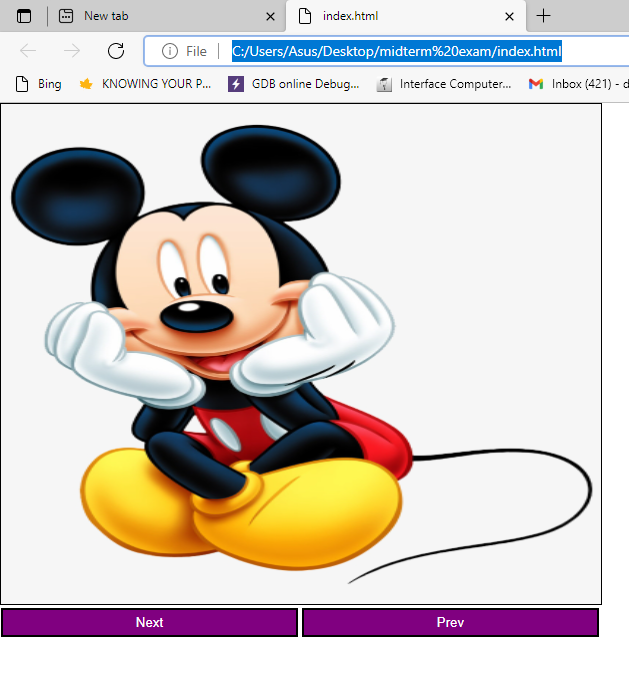 New tab
index.html
File
C:/Users/Asus/Desktop/midterm%20exam/index.html
Bing
KNOWING YOUR P...
GDB online Debug...
Interface Computer...
Inbox (421) - d
Next
Prev